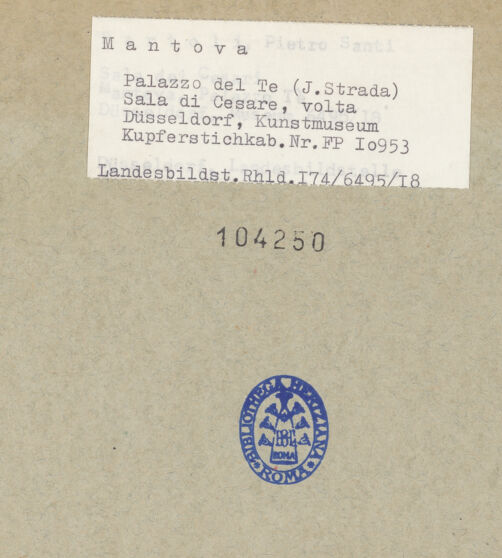 M a n t o v a
Palazzo del Te (J.Strada)
Sala di Cesare, volta
Düsseldorf, Kunstmuseum
Kupferstichkab.Nr.FP Io953
Landesbildst.Rhld.I74/6495/I8
104250
BIBLIOTHECA HERTZIANA
ROMA
ROMA